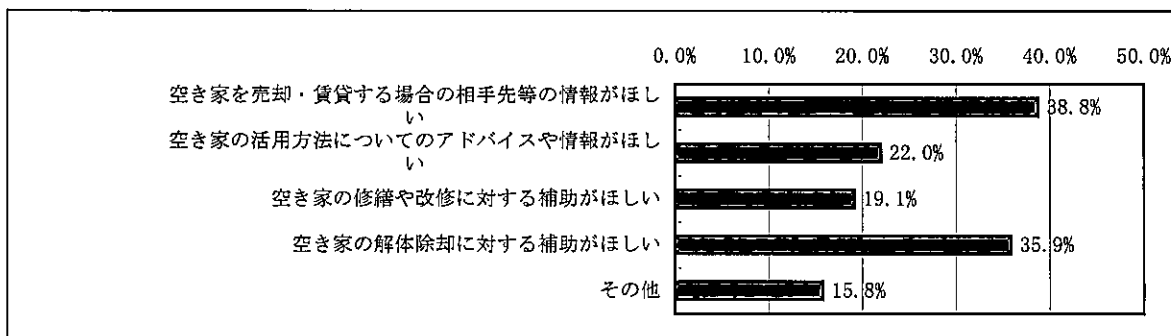 0.0% 10.0% 20.0% 30.0% 40.0% 50.0%
空き家を売却・賃貸する場合の相手先等の情報がほし
い
38.8%
空き家の活用方法についてのアドバイスや情報がほし
い
22.0%
空き家の修繕や改修に対する補助がほしい
19.1%
空き家の解体除却に対する補助がほしい
35.9%
その他
15.8%